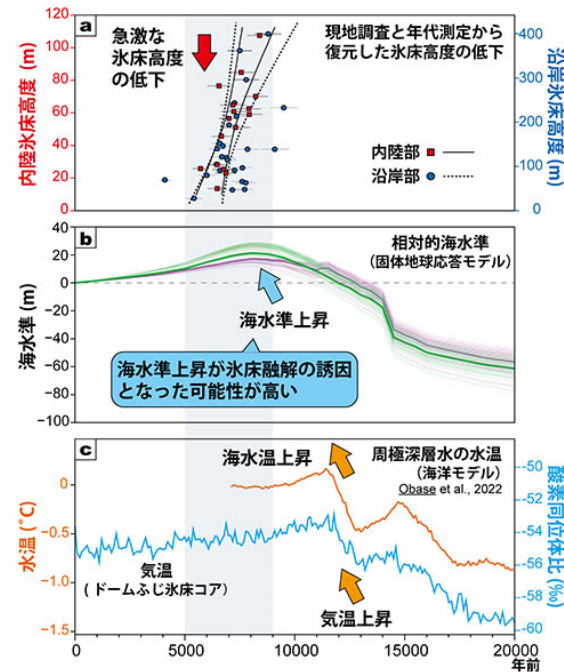 a
急激な
氷床高度
の低下
現地調査と年代測定から
復元した氷床高度の低下
内陸部
沿岸部
内陸氷床高度 (m)
120
100
80
60
40
20
0
沿岸氷床高度 (m)
400
300
200
100
0
b
相対的海水準
(固体地球応答モデル)
海水準上昇
海水準上昇が氷床融解の誘因
となった可能性が高い
海水準 (m)
40
20
0
−20
−40
−60
−80
−100
c
海水温上昇
周極深層水の水温
(海洋モデル)
Obase et al., 2022
気温
(ドームふじ氷床コア)
気温上昇
水温 (℃)
0
−0.5
−1.0
−1.5
酸素同位体比 (‰)
-50
-52
-54
-56
-58
-60
0
5000
10000
15000
20000
年前